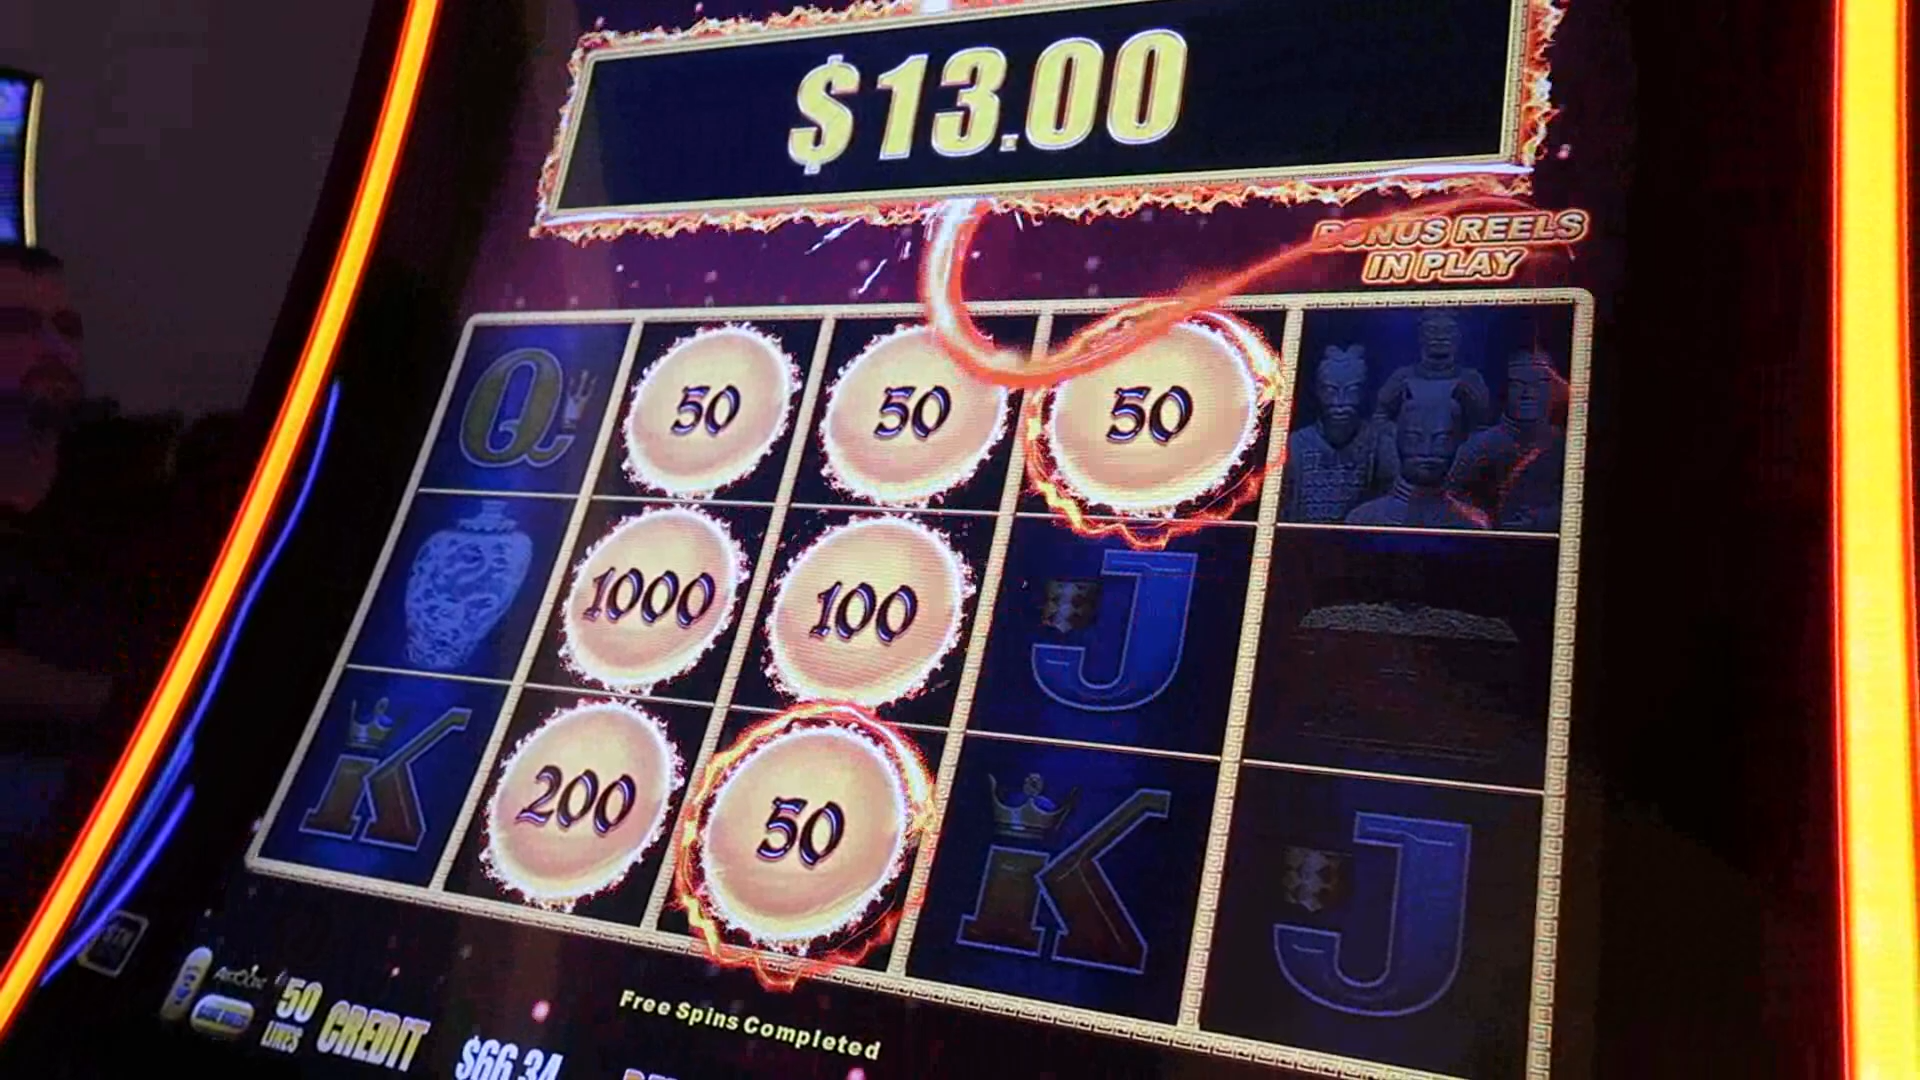 $13.00
BONUS REELS
IN PLAY
Q 50 50 50
1000 100 J
K 200 50 K J
Free Spins Completed
50
LINES
CREDIT
$66.34